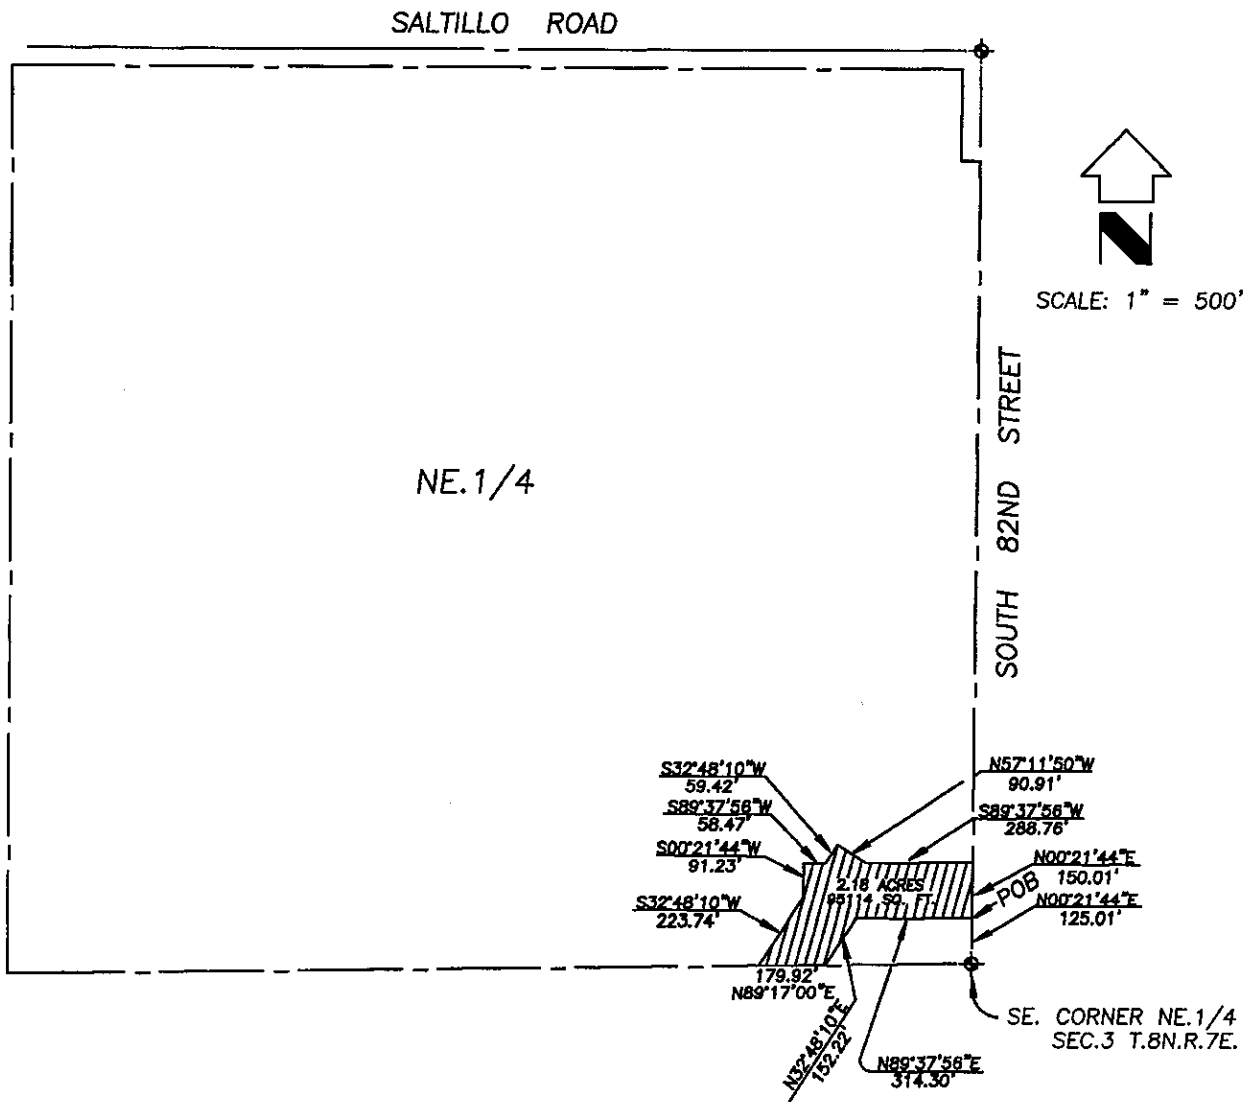 SALTILLO ROAD
N
SCALE: 1" = 500'
SOUTH 82ND STREET
NE.1/4
S32°48'10"W
59.42'
N57°11'50"W
90.91'
S89°37'56"W
58.47'
S89°37'56"W
288.76'
S00°21'44"W
91.23'
N00°21'44"E
150.01'
2.18 ACRES
95114 SQ. FT.
POB
S32°48'10"W
223.74'
N00°21'44"E
125.01'
179.92'
N89°17'00"E
SE. CORNER NE.1/4
SEC.3 T.8N.R.7E.
N32°48'10"E
152.22'
N89°37'56"E
314.30'